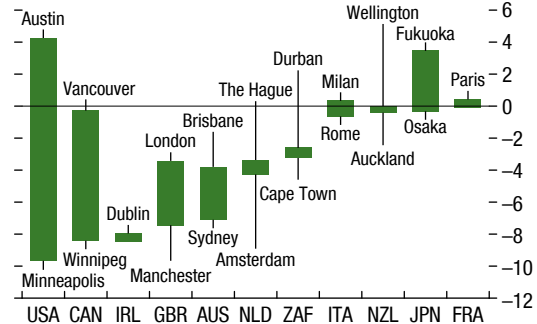 Wellington
6
Austin
Fukuoka
4
Durban
Vancouver
The Hague
Milan
Paris
2
Brisbane
0
London
Rome
Osaka
–2
Auckland
–4
Cape Town
Dublin
–6
Sydney
–8
Winnipeg
Minneapolis
Manchester
Amsterdam
–10
–12
USA CAN IRL GBR AUS NLD ZAF ITA NZL JPN FRA